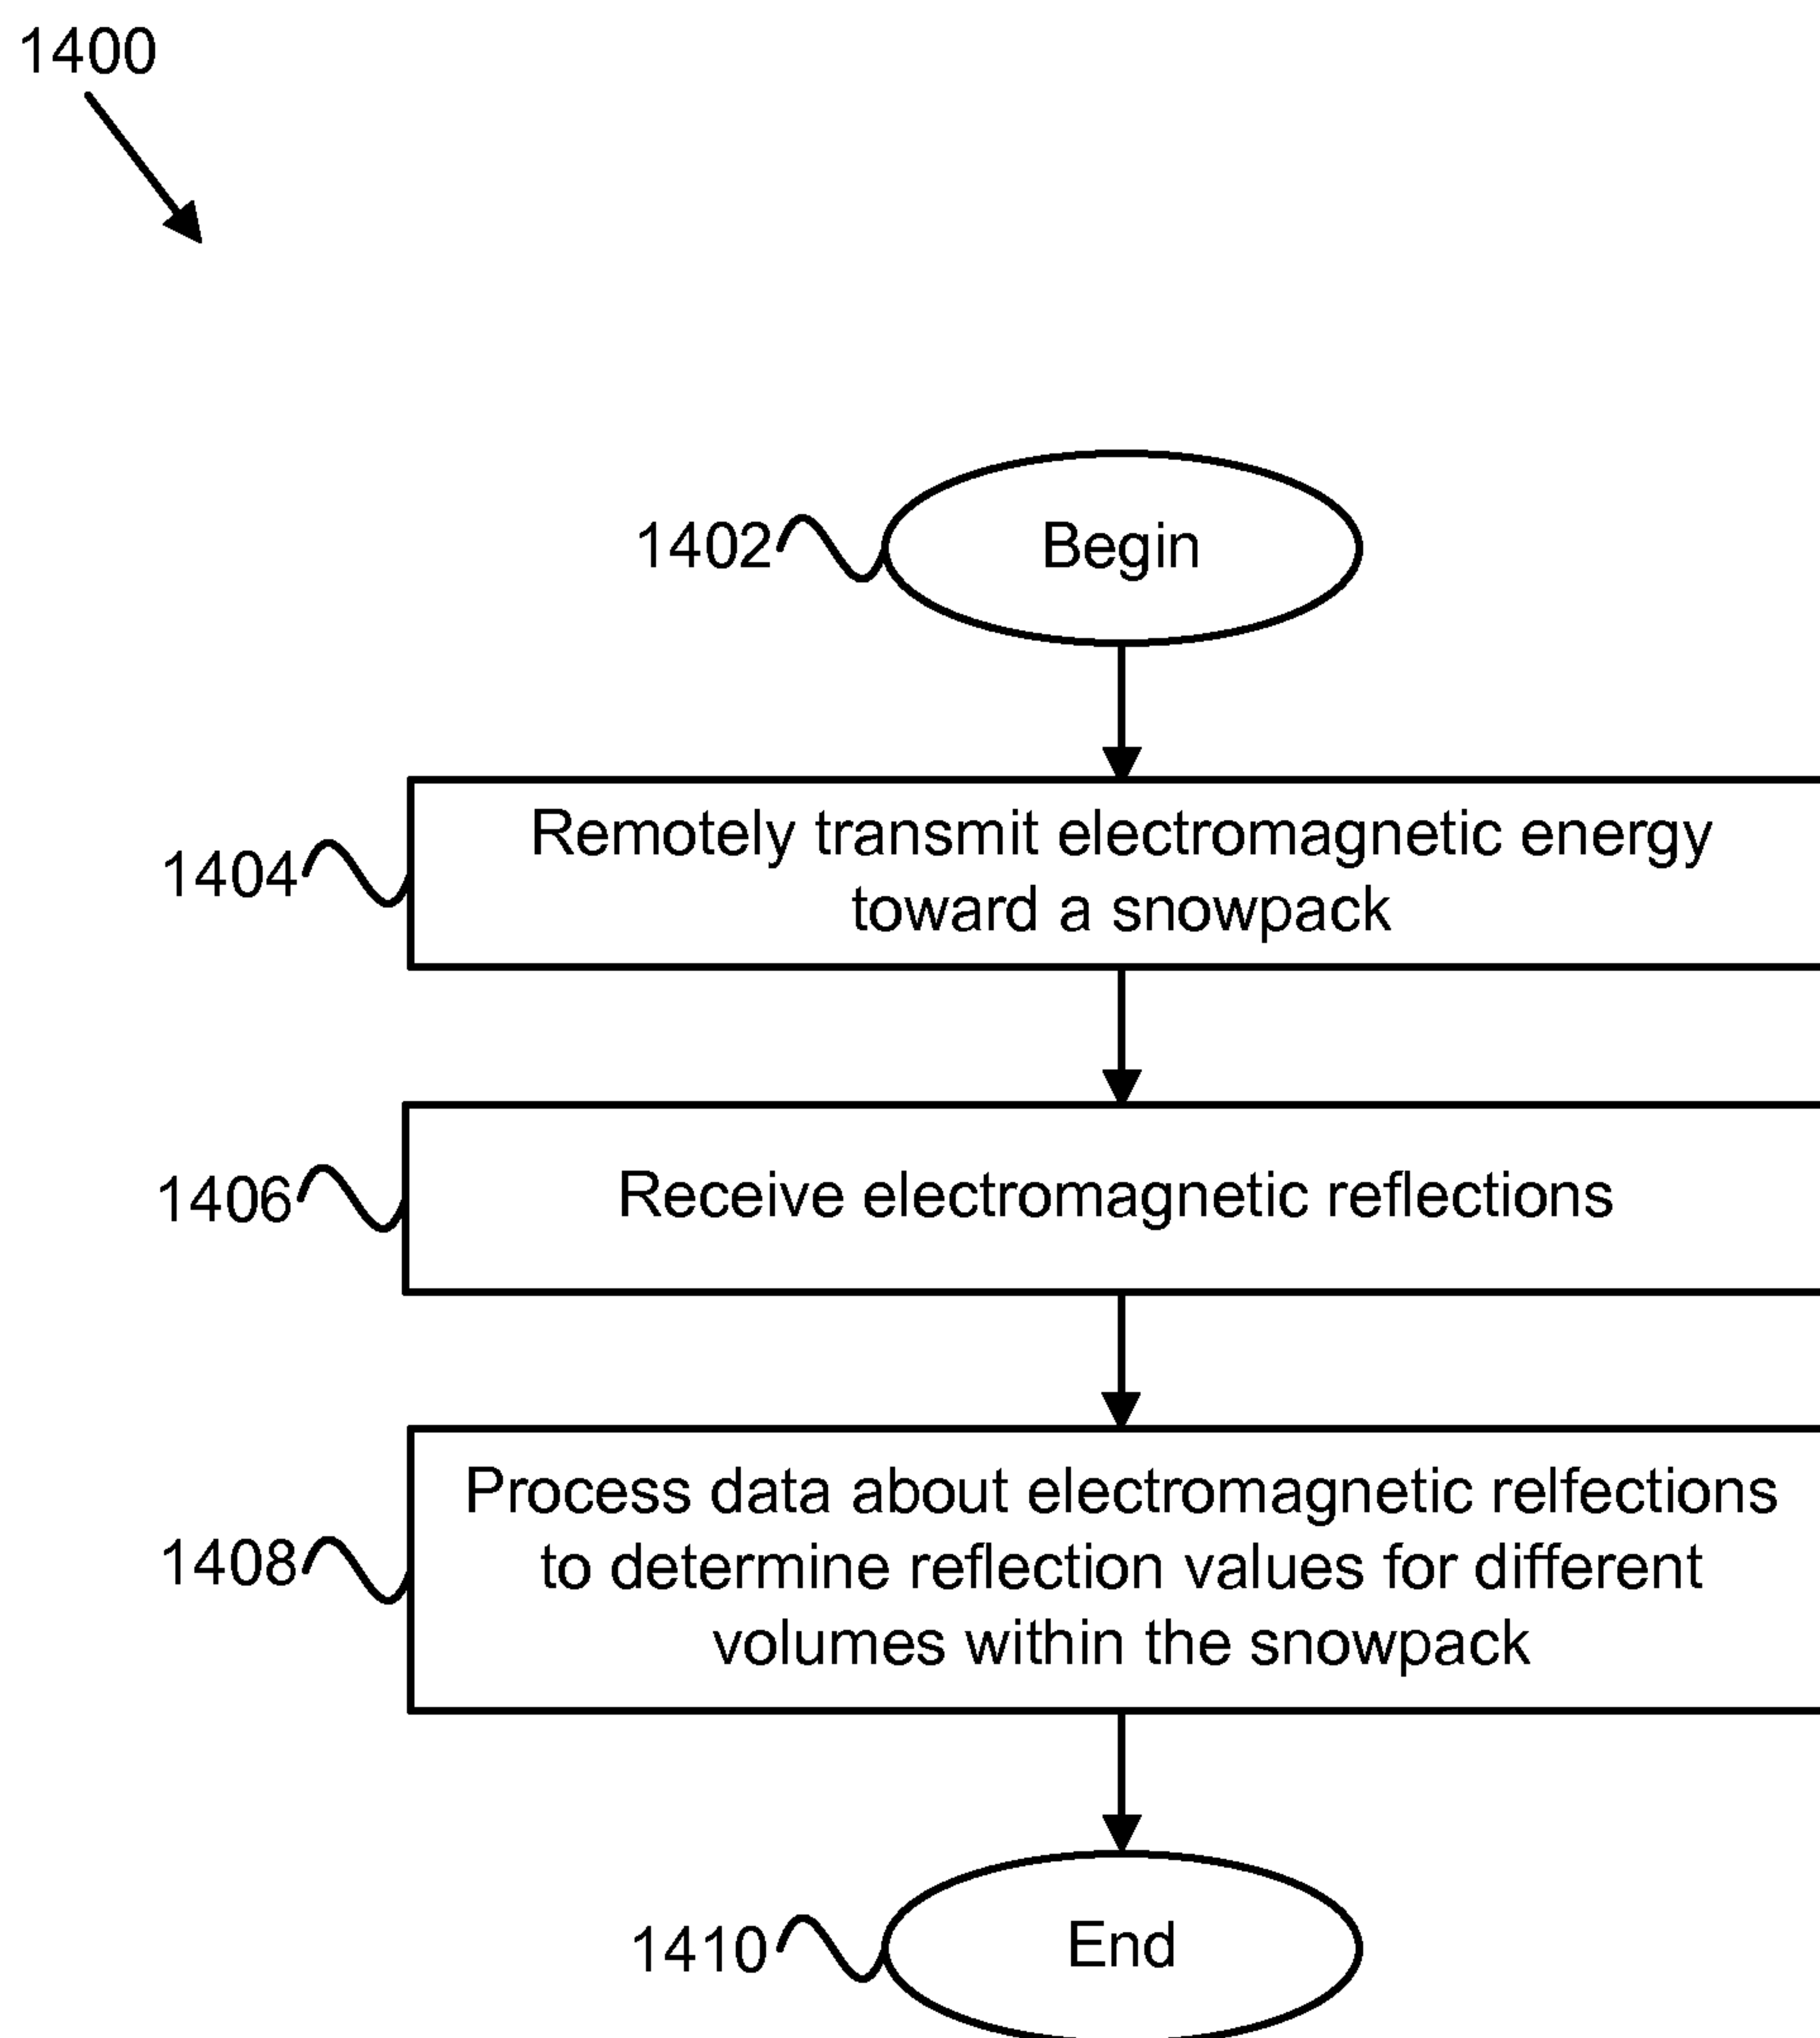 1400
1402
Begin
1404
Remotely transmit electromagnetic energy
toward a snowpack
1406
Receive electromagnetic reflections
1408
Process data about electromagnetic relfections
to determine reflection values for different
volumes within the snowpack
1410
End